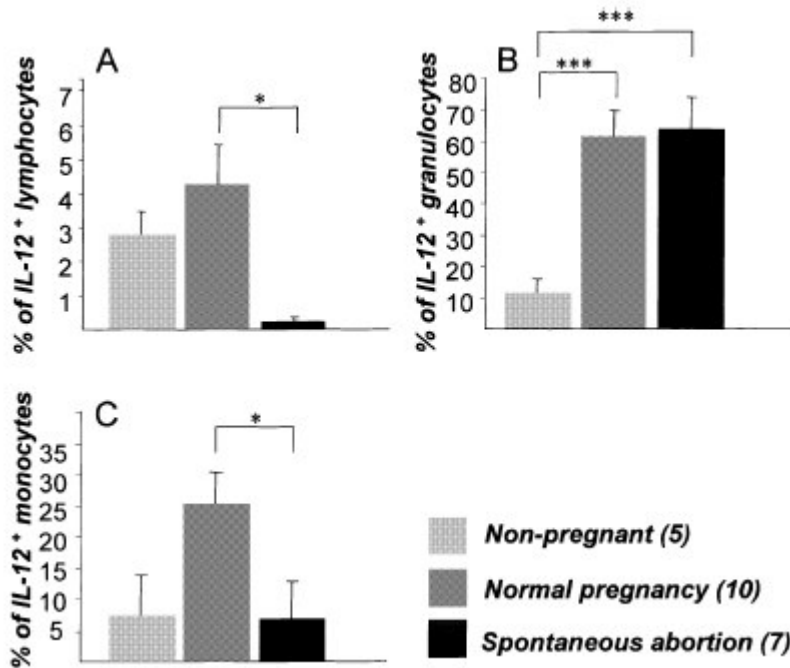 A
% of IL-12+ lymphocytes
7
6
5
4
3
2
1
*
B
% of IL-12+ granulocytes
80
70
60
50
40
30
20
10
***
***
C
% of IL-12+ monocytes
35
30
25
20
15
10
5
*
Non-pregnant (5)
Normal pregnancy (10)
Spontaneous abortion (7)